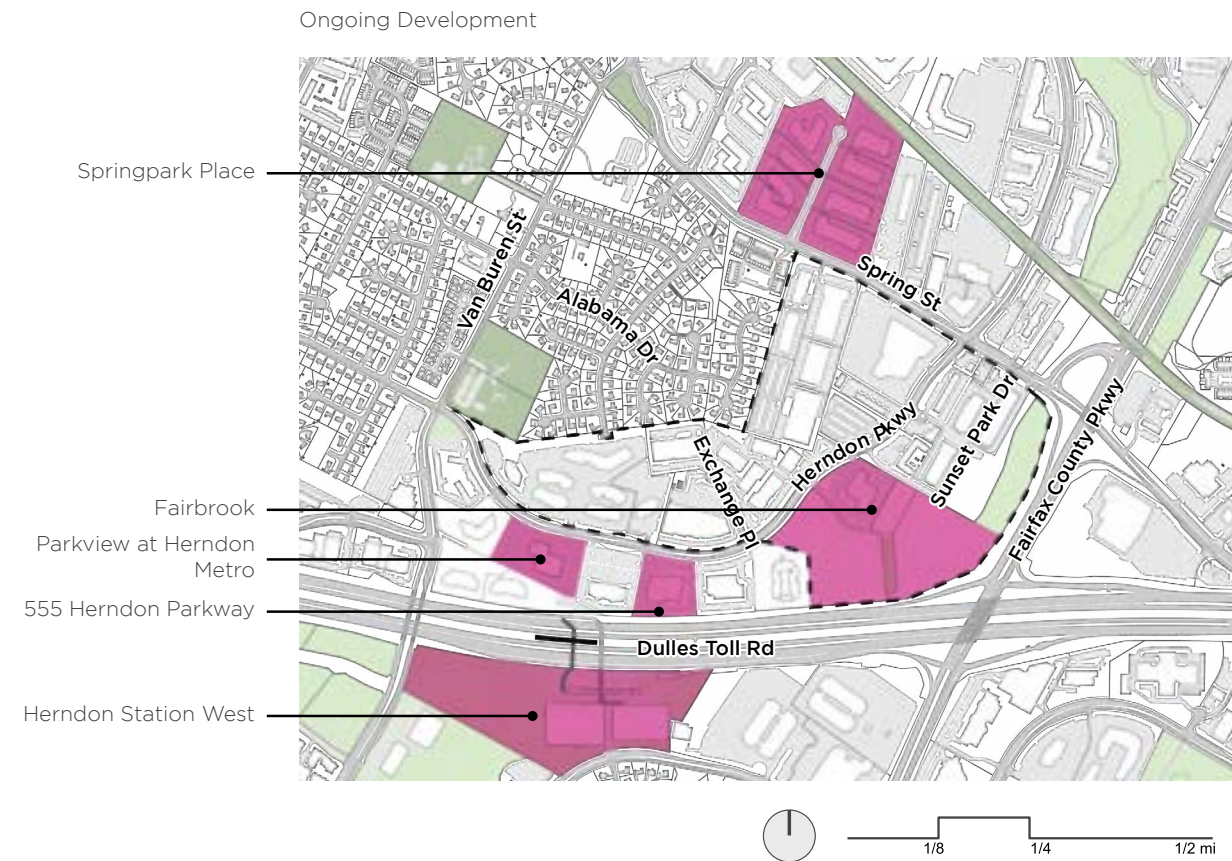 Ongoing Development
Springpark Place
Van Buren St
Alabama Dr
Spring St
Sunset Park Dr
Herndon Pkwy
Exchange Pl
Fairfax County Pkwy
Fairbrook
Parkview at Herndon
Metro
555 Herndon Parkway
Dulles Toll Rd
Herndon Station West
1/8
1/4
1/2 mi